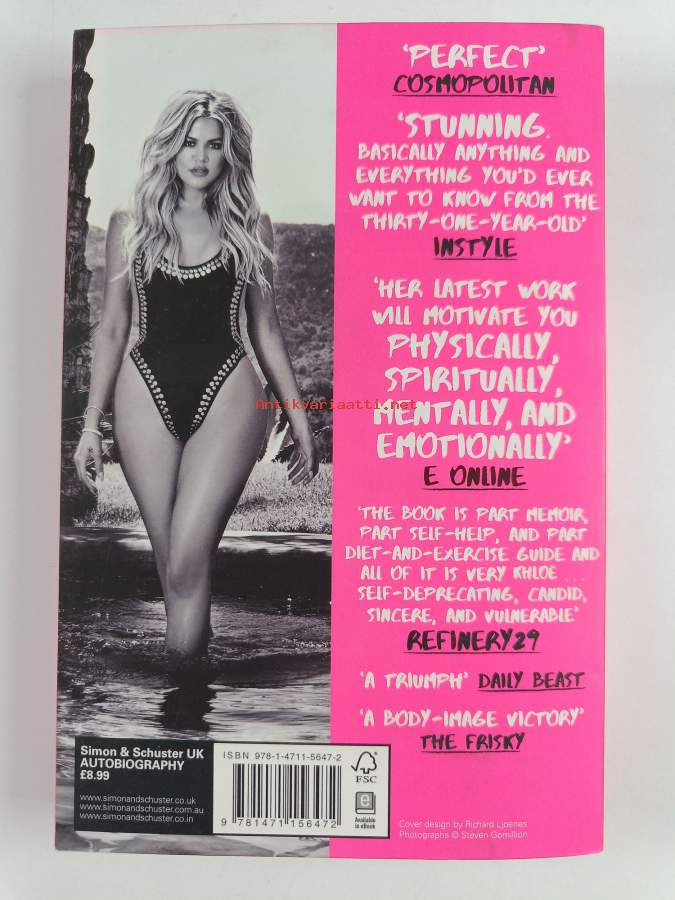 'PERFECT'
COSMOPOLITAN
'STUNNING.
BASICALLY ANYTHING AND
EVERYTHING YOU'D EVER
WANT TO KNOW FROM THE
THIRTY-ONE-YEAR-OLD'
INSTYLE
'HER LATEST WORK
WILL MOTIVATE YOU
PHYSICALLY,
SPIRITUALLY,
MENTALLY, AND
EMOTIONALLY'
E ONLINE
'THE BOOK IS PART MEMOIR,
PART SELF-HELP, AND PART
DIET-AND-EXERCISE GUIDE AND
ALL OF IT IS VERY KHLOÉ ...
SELF-DEPRECATING, CANDID,
SINCERE, AND VULNERABLE'
REFINERY29
'A TRIUMPH' DAILY BEAST
'A BODY-IMAGE VICTORY'
THE FRISKY
Antikvariaatti.net
Simon & Schuster UK
AUTOBIOGRAPHY
£8.99
www.simonandschuster.co.uk
www.simonandschuster.com.au
www.simonandschuster.co.in
ISBN 978-1-4711-5647-2
9 781471 156472
FSC
e
Available
in eBook
Cover design by Richard Ljoenes
Photographs © Steven Gomillion